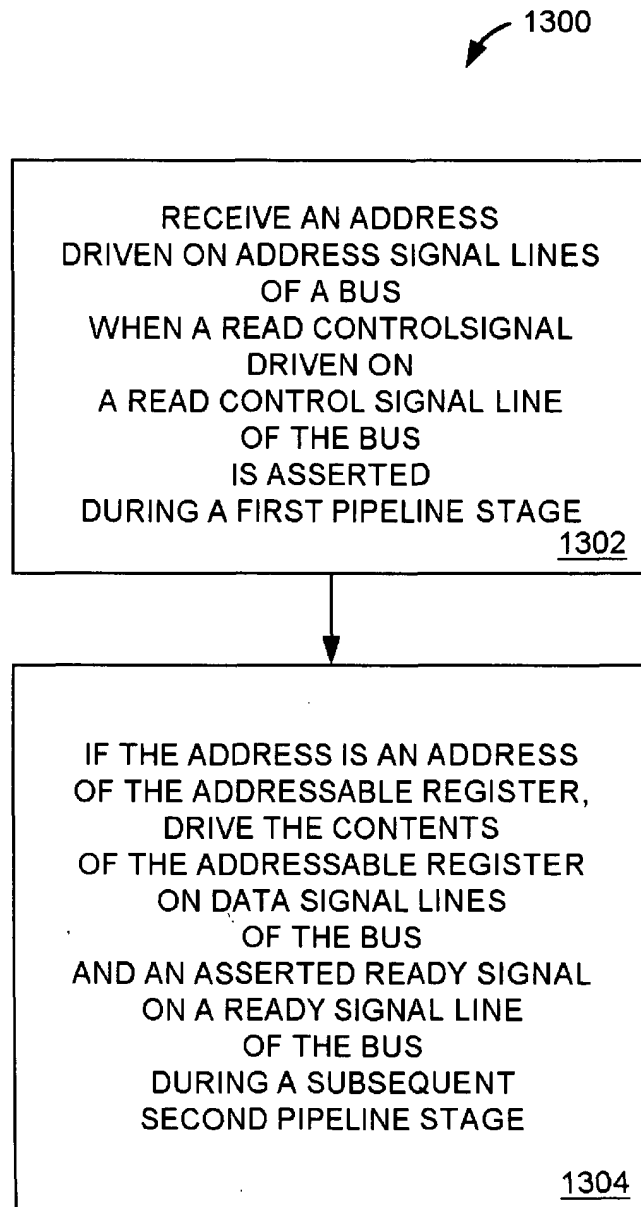 1300
RECEIVE AN ADDRESS
DRIVEN ON ADDRESS SIGNAL LINES
OF A BUS
WHEN A READ CONTROLSIGNAL
DRIVEN ON
A READ CONTROL SIGNAL LINE
OF THE BUS
IS ASSERTED
DURING A FIRST PIPELINE STAGE
1302
IF THE ADDRESS IS AN ADDRESS
OF THE ADDRESSABLE REGISTER,
DRIVE THE CONTENTS
OF THE ADDRESSABLE REGISTER
ON DATA SIGNAL LINES
OF THE BUS
AND AN ASSERTED READY SIGNAL
ON A READY SIGNAL LINE
OF THE BUS
DURING A SUBSEQUENT
SECOND PIPELINE STAGE
1304